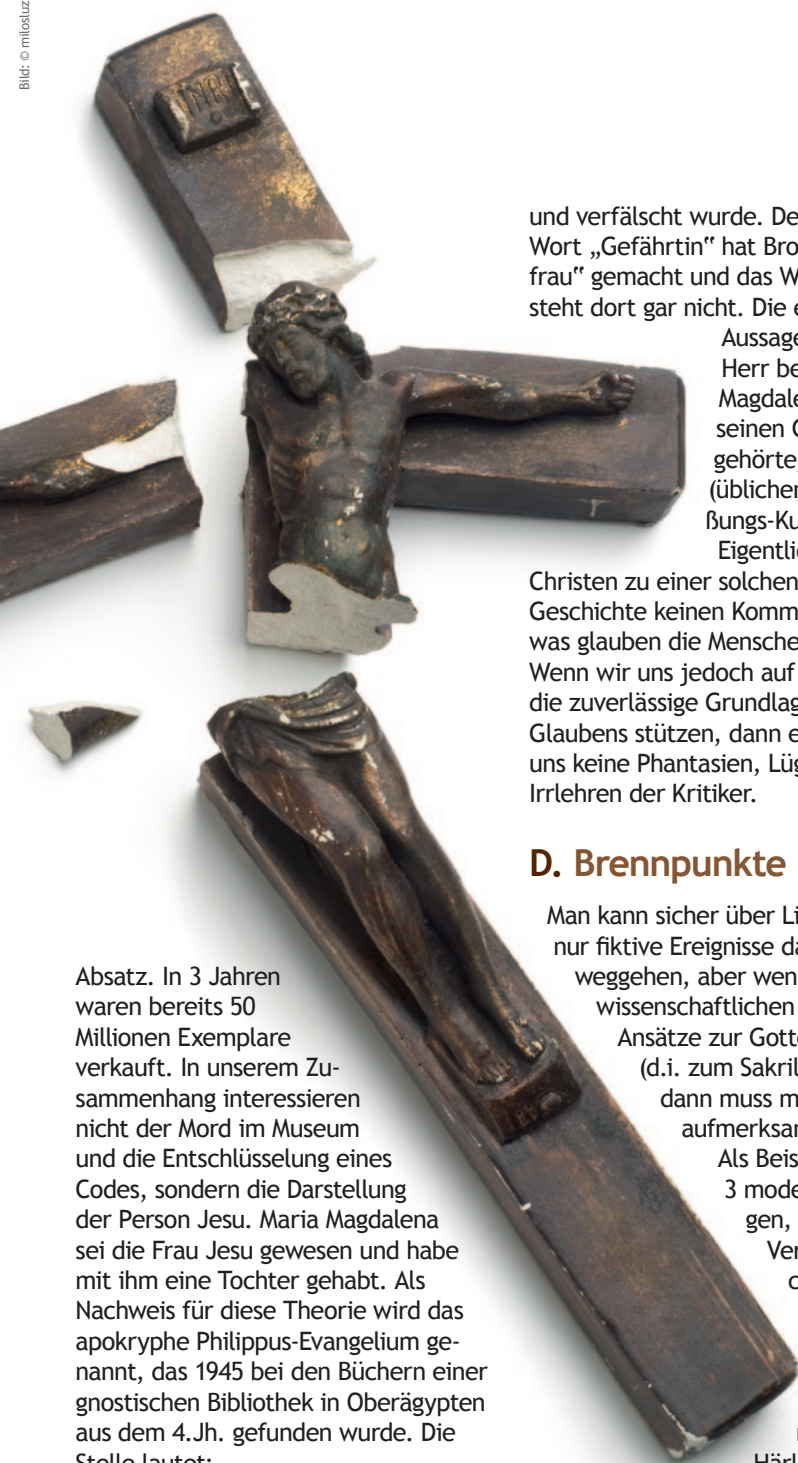 Bild: © milosluz
INRI
Absatz. In 3 Jahren
waren bereits 50
Millionen Exemplare
verkauft. In unserem Zu-
sammenhang interessieren
nicht der Mord im Museum
und die Entschlüsselung eines
Codes, sondern die Darstellung
der Person Jesu. Maria Magdalena
sei die Frau Jesu gewesen und habe
mit ihm eine Tochter gehabt. Als
Nachweis für diese Theorie wird das
apokryphe Philippus-Evangelium ge-
nannt, das 1945 bei den Büchern einer
gnostischen Bibliothek in Oberägypten
aus dem 4.Jh. gefunden wurde. Die
Stelle lautet:
und verfälscht wurde. De
Wort „Gefährtin“ hat Bro
frau“ gemacht und das W
steht dort gar nicht. Die e
Aussage
Herr be
Magdale
seinen G
gehörte,
(üblichen
ßungs-Ku
Eigentlic
Christen zu einer solchen
Geschichte keinen Komm
was glauben die Mensche
Wenn wir uns jedoch auf
die zuverlässige Grundlag
Glaubens stützen, dann e
uns keine Phantasien, Lüg
Irrlehren der Kritiker.
D. Brennpunkte
Man kann sicher über Li
nur fiktive Ereignisse da
weggehen, aber wen
wissenschaftlichen
Ansätze zur Gotte
(d.i. zum Sakril
dann muss m
aufmerksan
Als Beis
3 mode
gen,
Ver
Härl